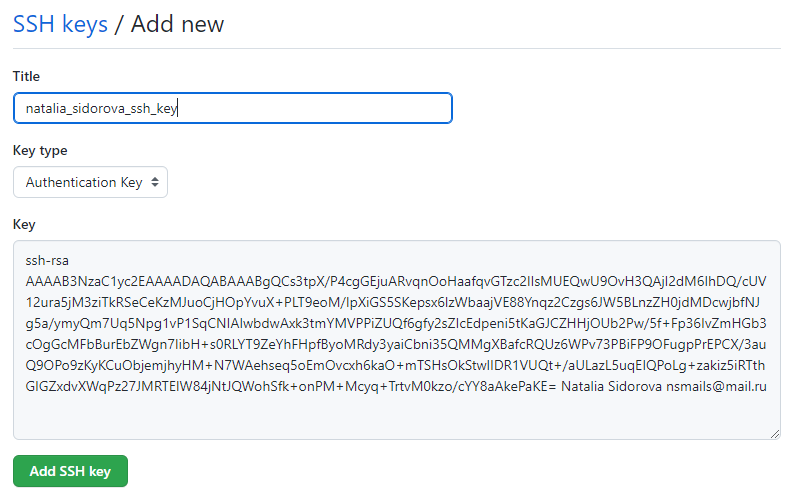 SSH keys / Add new
Title
natalia_sidorova_ssh_key
Key type
Authentication Key
Key
ssh-rsa
AAAAB3NzaC1yc2EAAAADAQABAAABgQCs3tpX/P4cgGEjuARvqnOoHaafqvGTzc2IIsMUEQwU9OvH3QAjI2dM6IhDQ/cUV
12ura5jM3ziTkRSeCeKzMJuoCjHOpYvuX+PLT9eoM/IpXiGS5SKepsx6IzWbaajVE88Ynqz2Czgs6JW5BLnzZH0jdMDcwjbfNJ
g5a/ymyQm7Uq5Npg1vP1SqCNIAIwbdwAxk3tmYMVPPiZUQf6gfy2sZIcEdpeni5tKaGJCZHHjOUb2Pw/5f+Fp36IvZmHGb3
cOgGcMFbBurEbZWgn7IibH+s0RLYT9ZeYhFHpfByoMRdy3yaiCbni35QMMgXBafcRQUz6WPv73PBiFP9OFugpPrEPCX/3au
Q9OPo9zKyKCuObjemjhyHM+N7WAehseq5oEmOvcxh6kaO+mTSHsOkStwIIDR1VUQt+/aULazL5uqEIQPoLg+zakiz5iRTth
GIGZxdvXWqPz27JMRTEIW84jNtJQWohSfk+onPM+Mcyq+TrtvM0kzo/cYY8aAkePaKE= Natalia Sidorova nsmails@mail.ru
Add SSH key